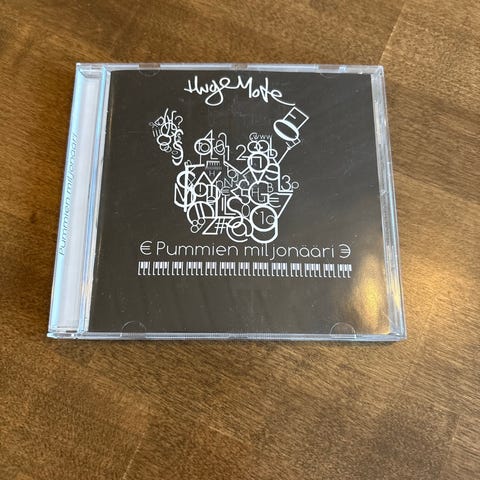 HugeMote
€ Pummien miljonääri €
Pummien miljonääri